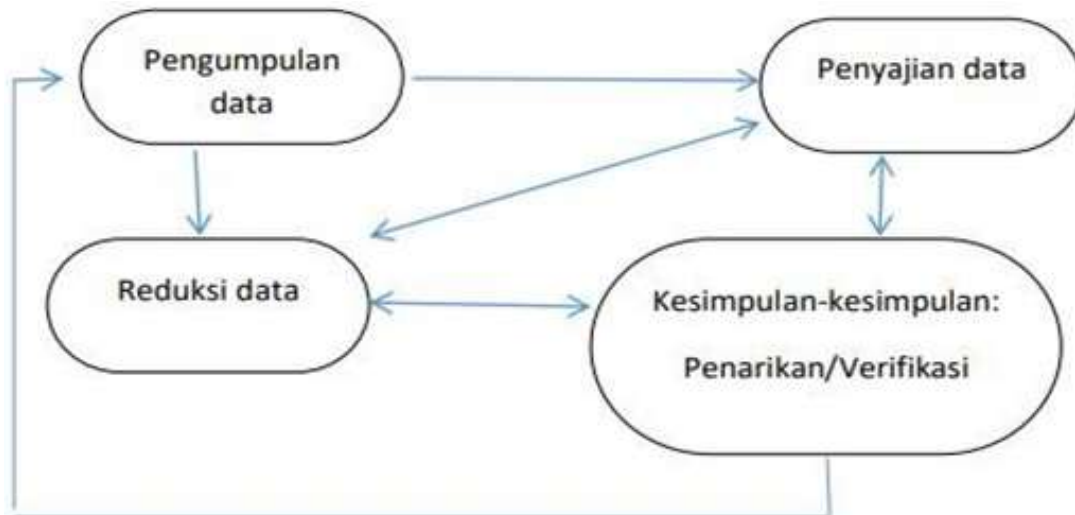 Pengumpulan
data
Penyajian data
Reduksi data
Kesimpulan-kesimpulan:
Penarikan/Verifikasi